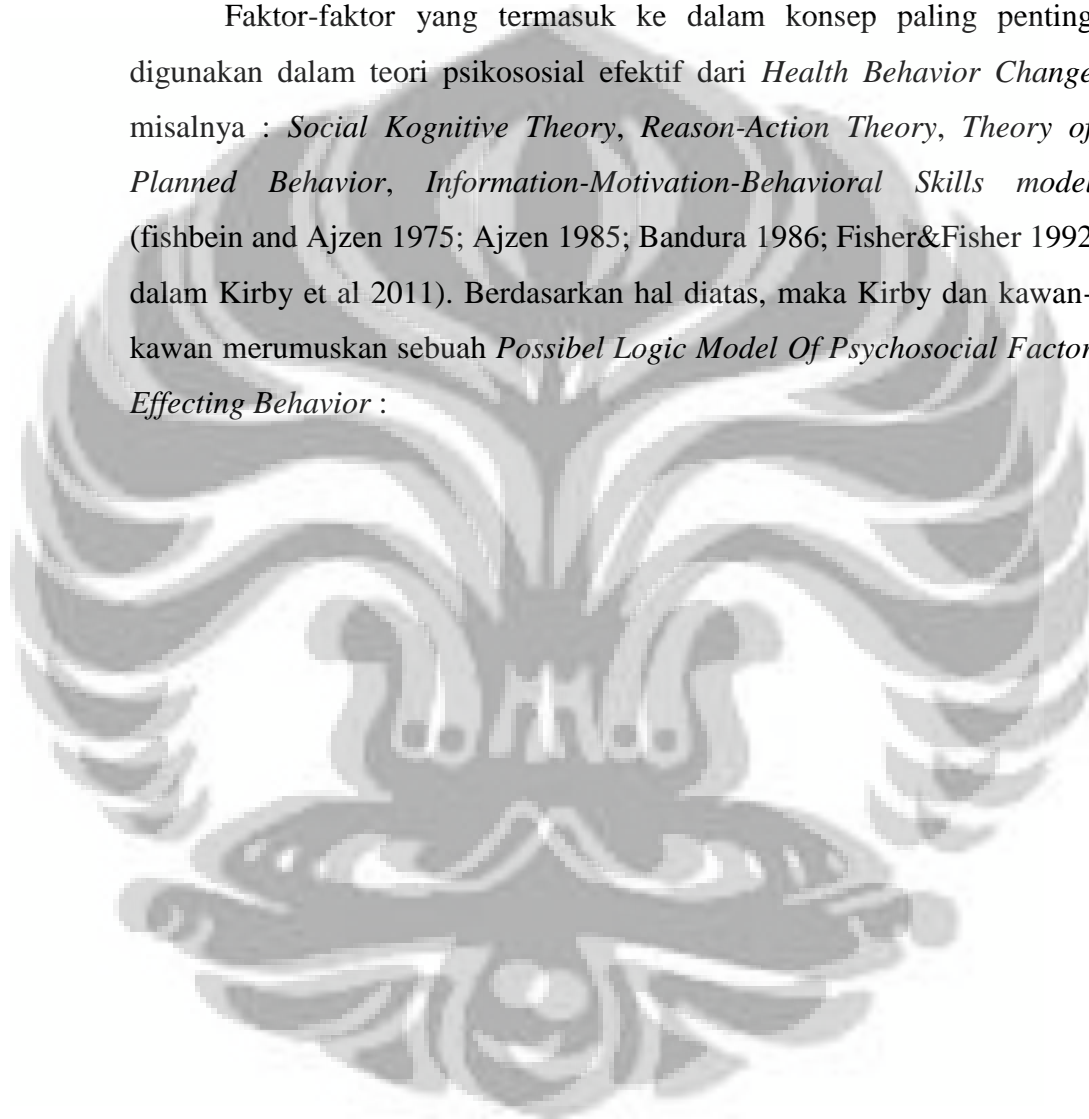 Faktor-faktor yang termasuk ke dalam konsep paling penting
digunakan dalam teori psikososial efektif dari Health Behavior Change
misalnya : Social Kognitive Theory, Reason-Action Theory, Theory of
Planned Behavior, Information-Motivation-Behavioral Skills model
(fishbein and Ajzen 1975; Ajzen 1985; Bandura 1986; Fisher&Fisher 1992
dalam Kirby et al 2011). Berdasarkan hal diatas, maka Kirby dan kawan-
kawan merumuskan sebuah Possibel Logic Model Of Psychosocial Factor
Effecting Behavior :